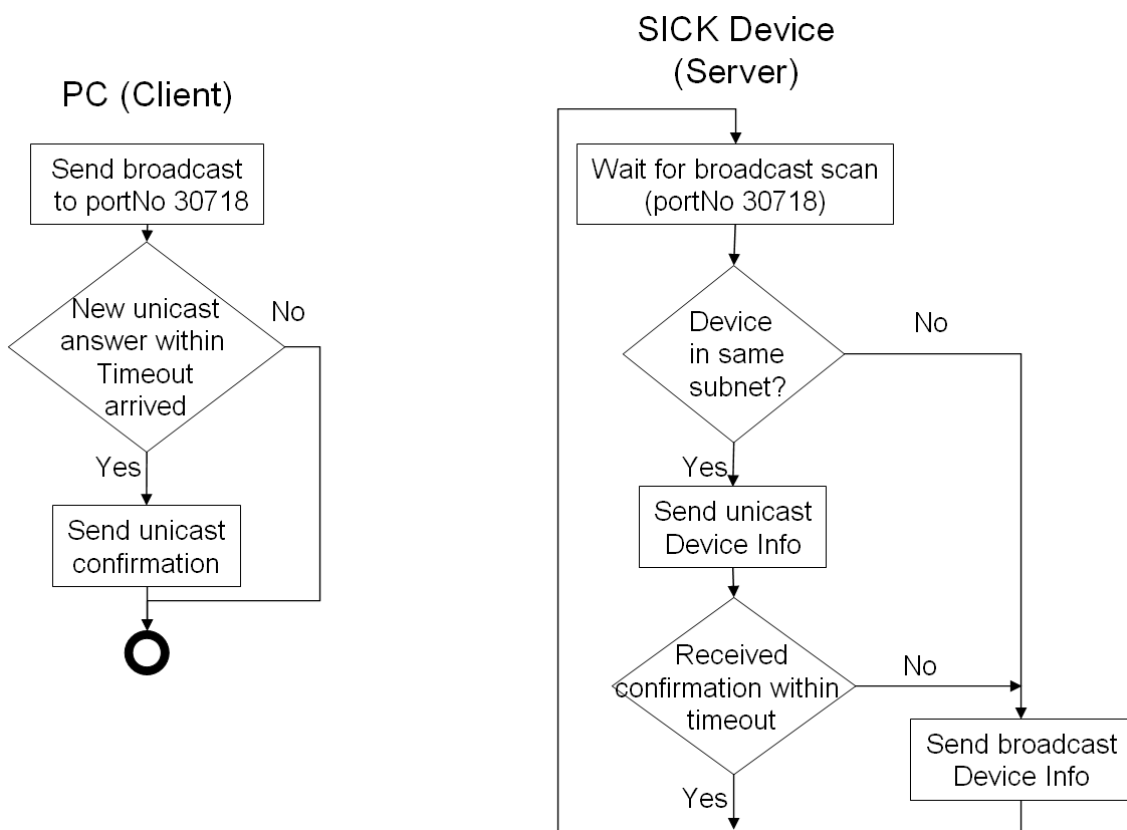 SICK Device
(Server)
PC (Client)
Send broadcast
to portNo 30718
New unicast
answer within
Timeout
arrived
No
Yes
Send unicast
confirmation
Wait for broadcast scan
(portNo 30718)
Device
in same
subnet?
No
Yes
Send unicast
Device Info
Received
confirmation within
timeout
No
Yes
Send broadcast
Device Info